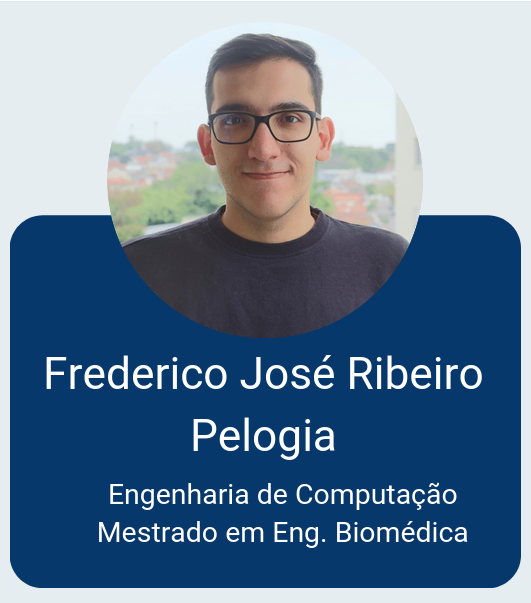 Frederico José Ribeiro
Pelogia
Engenharia de Computação
Mestrado em Eng. Biomédica